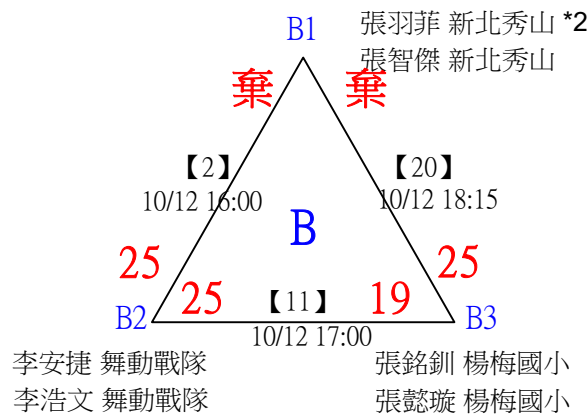 B1
張羽菲 新北秀山 *2
張智傑 新北秀山
棄 棄
【2】
10/12 16:00
【20】
10/12 18:15
B
25 25
25 【11】 19
B2 B3
10/12 17:00
李安捷 舞動戰隊
李浩文 舞動戰隊
張銘釧 楊梅國小
張懿璇 楊梅國小